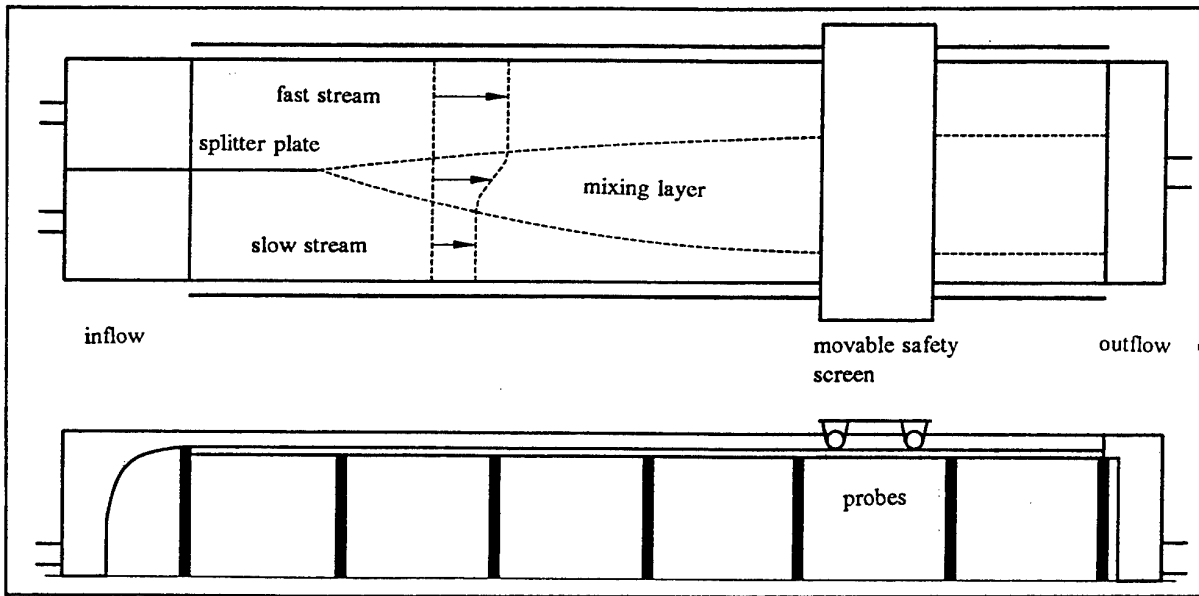 fast stream
splitter plate
mixing layer
slow stream
inflow
movable safety
screen
outflow
probes